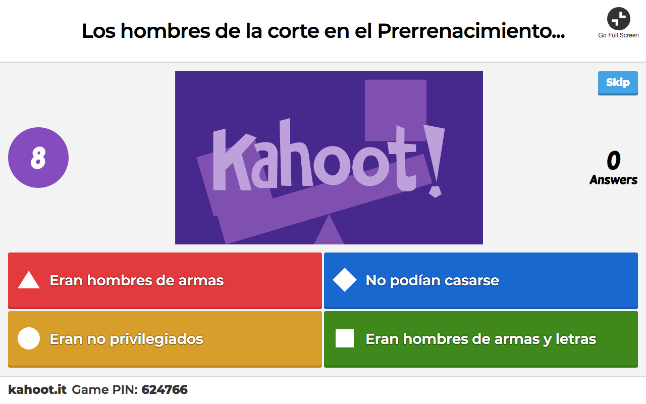 Los hombres de la corte en el Prerrenacimiento...
Go Full Screen
Skip
8
Kahoot!
0
Answers
Eran hombres de armas
No podían casarse
Eran no privilegiados
Eran hombres de armas y letras
kahoot.it Game PIN: 624766